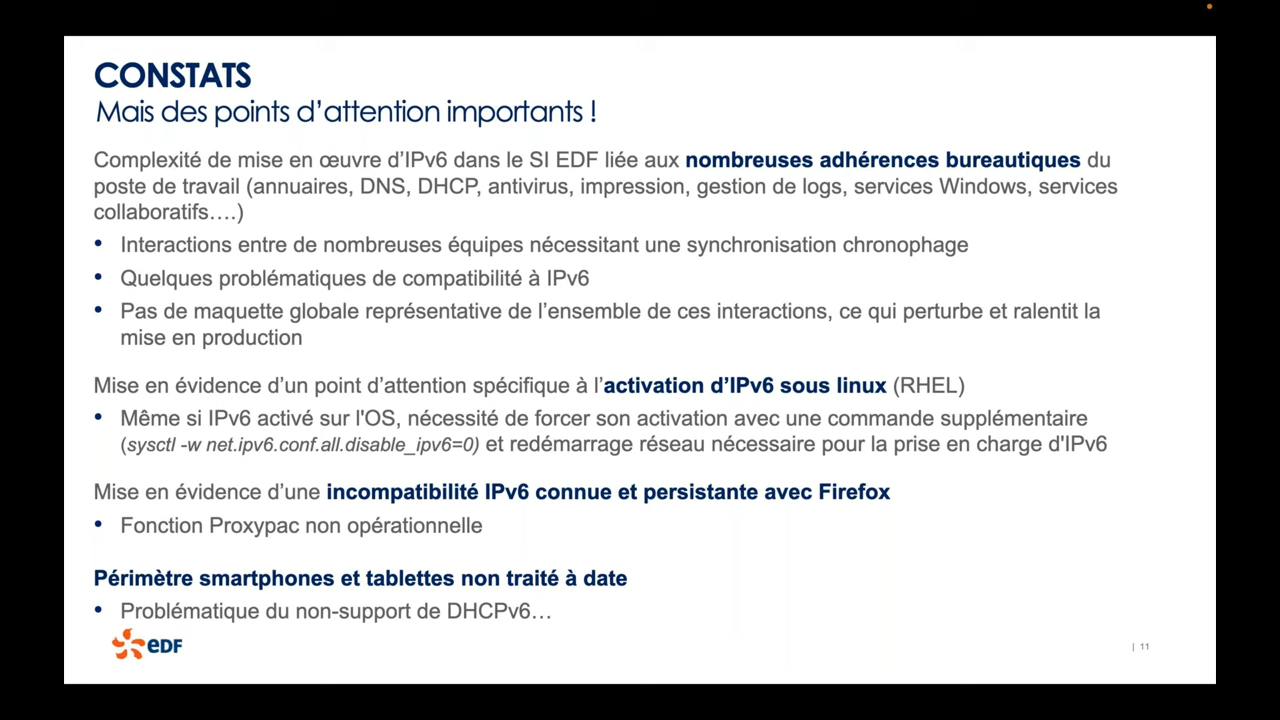 CONSTATS
Mais des points d’attention importants !
Complexité de mise en œuvre d’IPv6 dans le SI EDF liée aux nombreuses adhérences bureautiques du
poste de travail (annuaires, DNS, DHCP, antivirus, impression, gestion de logs, services Windows, services
collaboratifs….)
• Interactions entre de nombreuses équipes nécessitant une synchronisation chronophage
• Quelques problématiques de compatibilité à IPv6
• Pas de maquette globale représentative de l’ensemble de ces interactions, ce qui perturbe et ralentit la
mise en production
Mise en évidence d’un point d’attention spécifique à l’activation d’IPv6 sous linux (RHEL)
• Même si IPv6 activé sur l'OS, nécessité de forcer son activation avec une commande supplémentaire
(sysctl -w net.ipv6.conf.all.disable_ipv6=0) et redémarrage réseau nécessaire pour la prise en charge d'IPv6
Mise en évidence d’une incompatibilité IPv6 connue et persistante avec Firefox
• Fonction Proxypac non opérationnelle
Périmètre smartphones et tablettes non traité à date
• Problématique du non-support de DHCPv6…
eDF
| 11